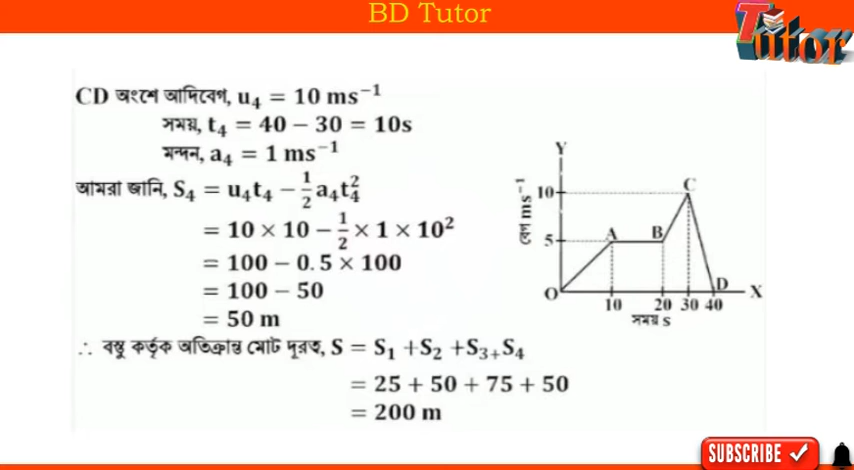 BD Tutor
Tutor
CD অংশে আদিবেগ, u₄ = 10 ms⁻¹
সময়, t₄ = 40 − 30 = 10s
মন্দন, a₄ = 1 ms⁻¹
আমরা জানি, S₄ = u₄t₄ − 1/2 a₄t₄²
= 10 × 10 − 1/2 × 1 × 10²
= 100 − 0.5 × 100
= 100 − 50
= 50 m
∴ বস্তু কর্তৃক অতিক্রান্ত মোট দূরত্ব, S = S₁ +S₂ +S₃₊S₄
= 25 + 50 + 75 + 50
= 200 m
Y
বেগ ms⁻¹
10
C
5
A
B
O
D
X
10 20 30 40
সময় s
SUBSCRIBE